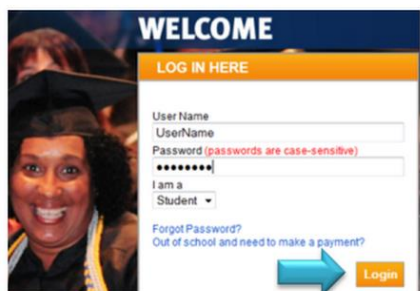 WELCOME
LOG IN HERE
User Name
UserName
Password (passwords are case-sensitive)
I am a
Student
Forgot Password?
Out of school and need to make a payment?
Login